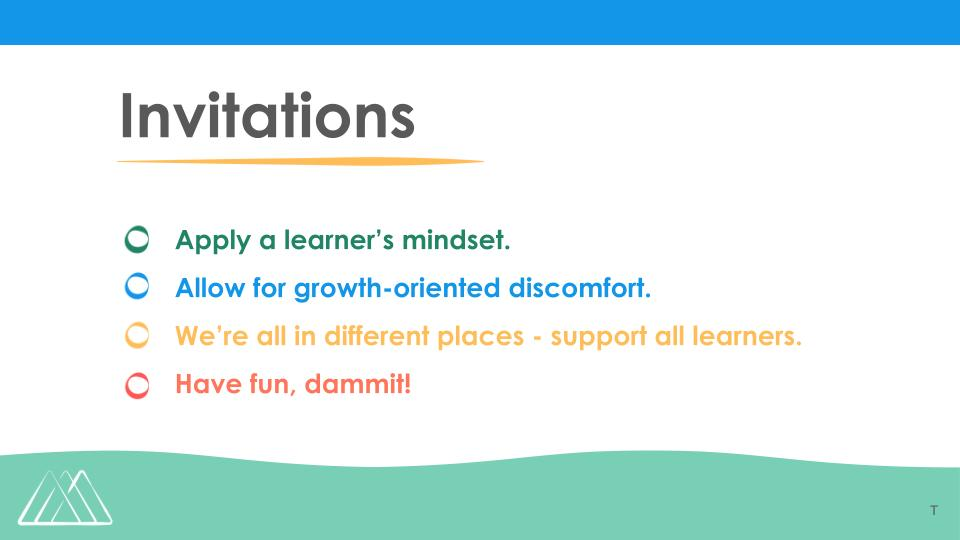 Invitations
Apply a learner’s mindset.
Allow for growth-oriented discomfort.
We’re all in different places - support all learners.
Have fun, dammit!
T